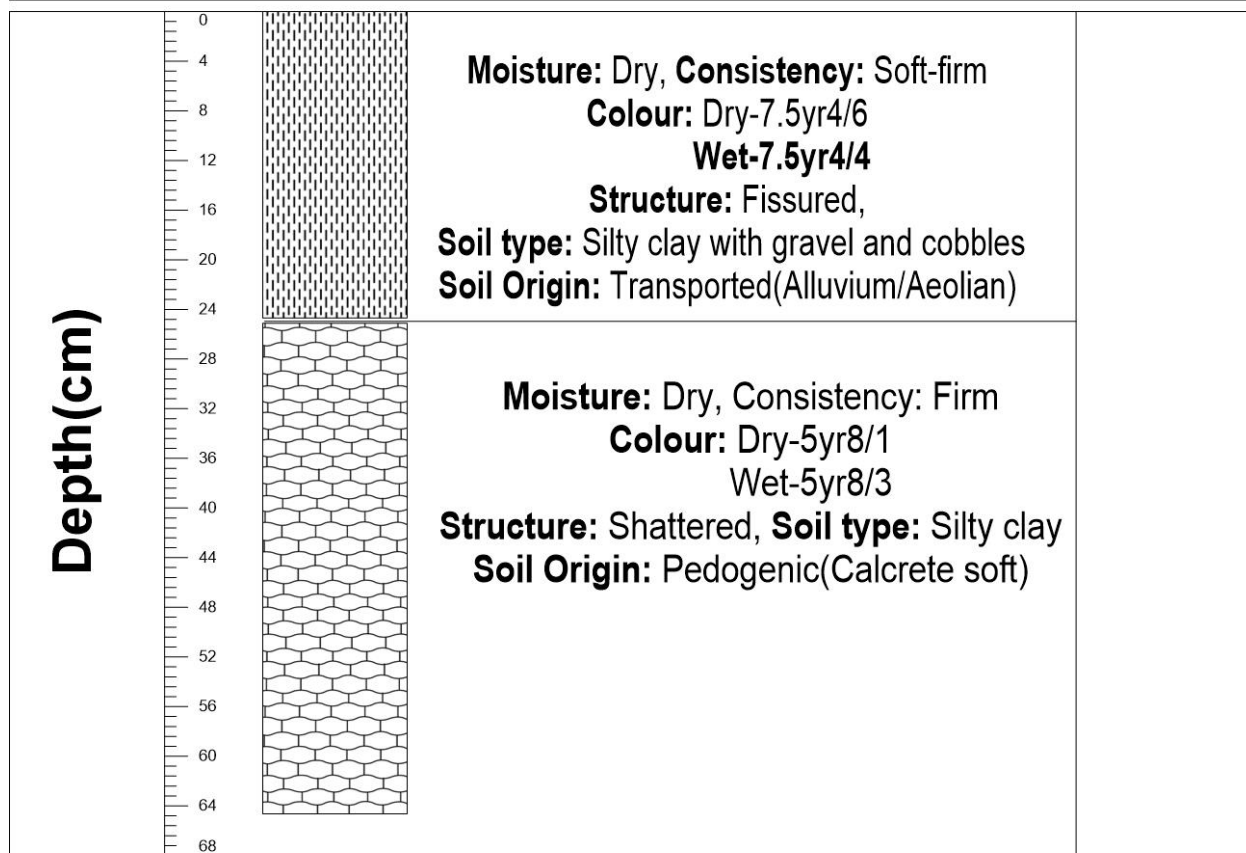 Depth(cm)
0
4
8
12
16
20
24
28
32
36
40
44
48
52
56
60
64
68
Moisture: Dry, Consistency: Soft-firm
Colour: Dry-7.5yr4/6
Wet-7.5yr4/4
Structure: Fissured,
Soil type: Silty clay with gravel and cobbles
Soil Origin: Transported(Alluvium/Aeolian)
Moisture: Dry, Consistency: Firm
Colour: Dry-5yr8/1
Wet-5yr8/3
Structure: Shattered, Soil type: Silty clay
Soil Origin: Pedogenic(Calcrete soft)